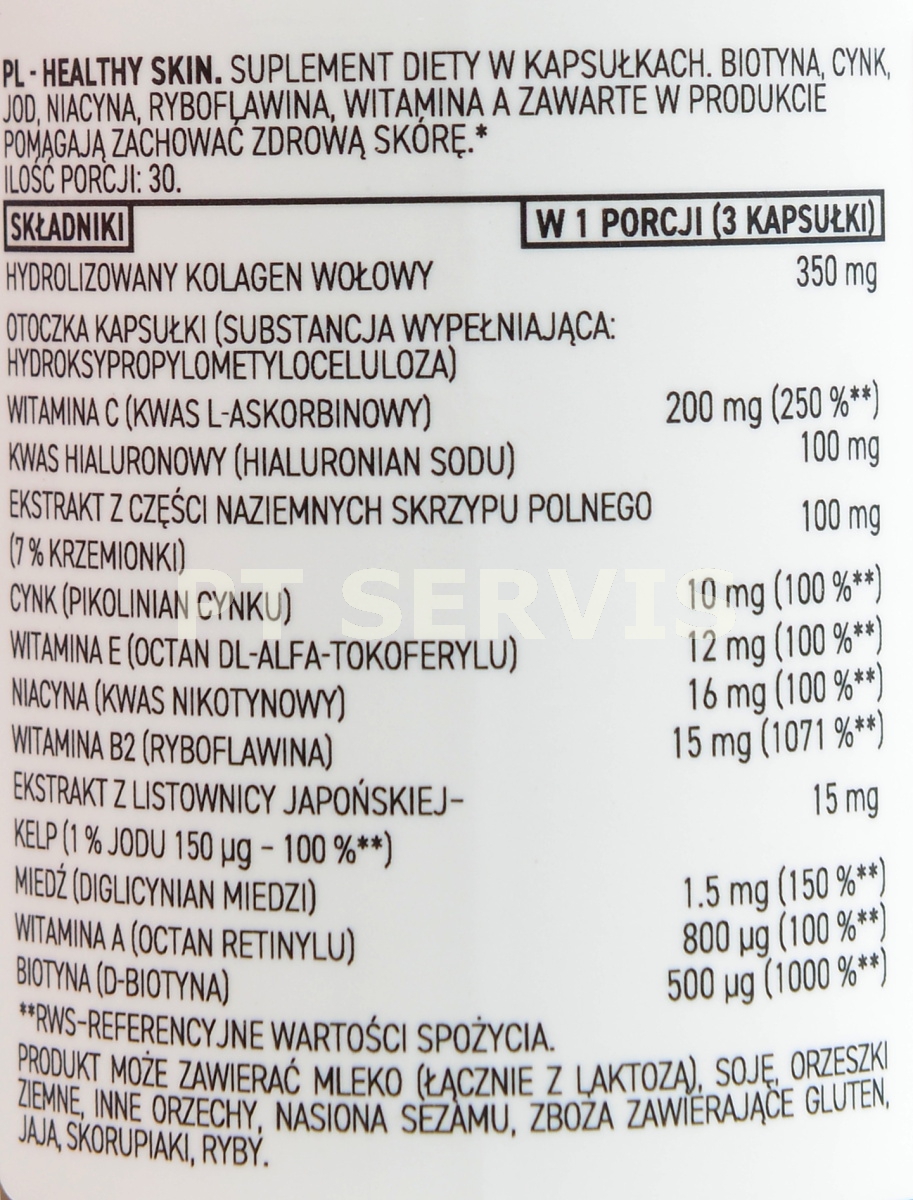 PL - HEALTHY SKIN. SUPLEMENT DIETY W KAPSUŁKACH. BIOTYNA, CYNK,
JOD, NIACYNA, RYBOFLAWINA, WITAMINA A ZAWARTE W PRODUKCIE
POMAGAJĄ ZACHOWAĆ ZDROWĄ SKÓRĘ.*
ILOŚĆ PORCJI: 30.
SKŁADNIKI W 1 PORCJI (3 KAPSUŁKI)
HYDROLIZOWANY KOLAGEN WOŁOWY 350 mg
OTOCZKA KAPSUŁKI (SUBSTANCJA WYPEŁNIAJĄCA:
HYDROKSYPROPYLOMETYLOCELULOZA)
WITAMINA C (KWAS L-ASKORBINOWY) 200 mg (250 %**)
KWAS HIALURONOWY (HIALURONIAN SODU) 100 mg
EKSTRAKT Z CZĘŚCI NAZIEMNYCH SKRZYPU POLNEGO 100 mg
(7 % KRZEMIONKI)
PT SERVIS
CYNK (PIKOLINIAN CYNKU) 10 mg (100 %**)
WITAMINA E (OCTAN DL-ALFA-TOKOFERYLU) 12 mg (100 %**)
NIACYNA (KWAS NIKOTYNOWY) 16 mg (100 %**)
WITAMINA B2 (RYBOFLAWINA) 15 mg (1071 %**)
EKSTRAKT Z LISTOWNICY JAPOŃSKIEJ- 15 mg
KELP (1 % JODU 150 µg - 100 %**)
MIEDŹ (DIGLICYNIAN MIEDZI) 1.5 mg (150 %**)
WITAMINA A (OCTAN RETINYLU) 800 µg (100 %**)
BIOTYNA (D-BIOTYNA) 500 µg (1000 %**)
**RWS-REFERENCYJNE WARTOŚCI SPOŻYCIA.
PRODUKT MOŻE ZAWIERAĆ MLEKO (ŁĄCZNIE Z LAKTOZĄ), SOJĘ, ORZESZKI
ZIEMNE, INNE ORZECHY, NASIONA SEZAMU, ZBOŻA ZAWIERAJĄCE GLUTEN,
JAJA, SKORUPIAKI, RYBY.